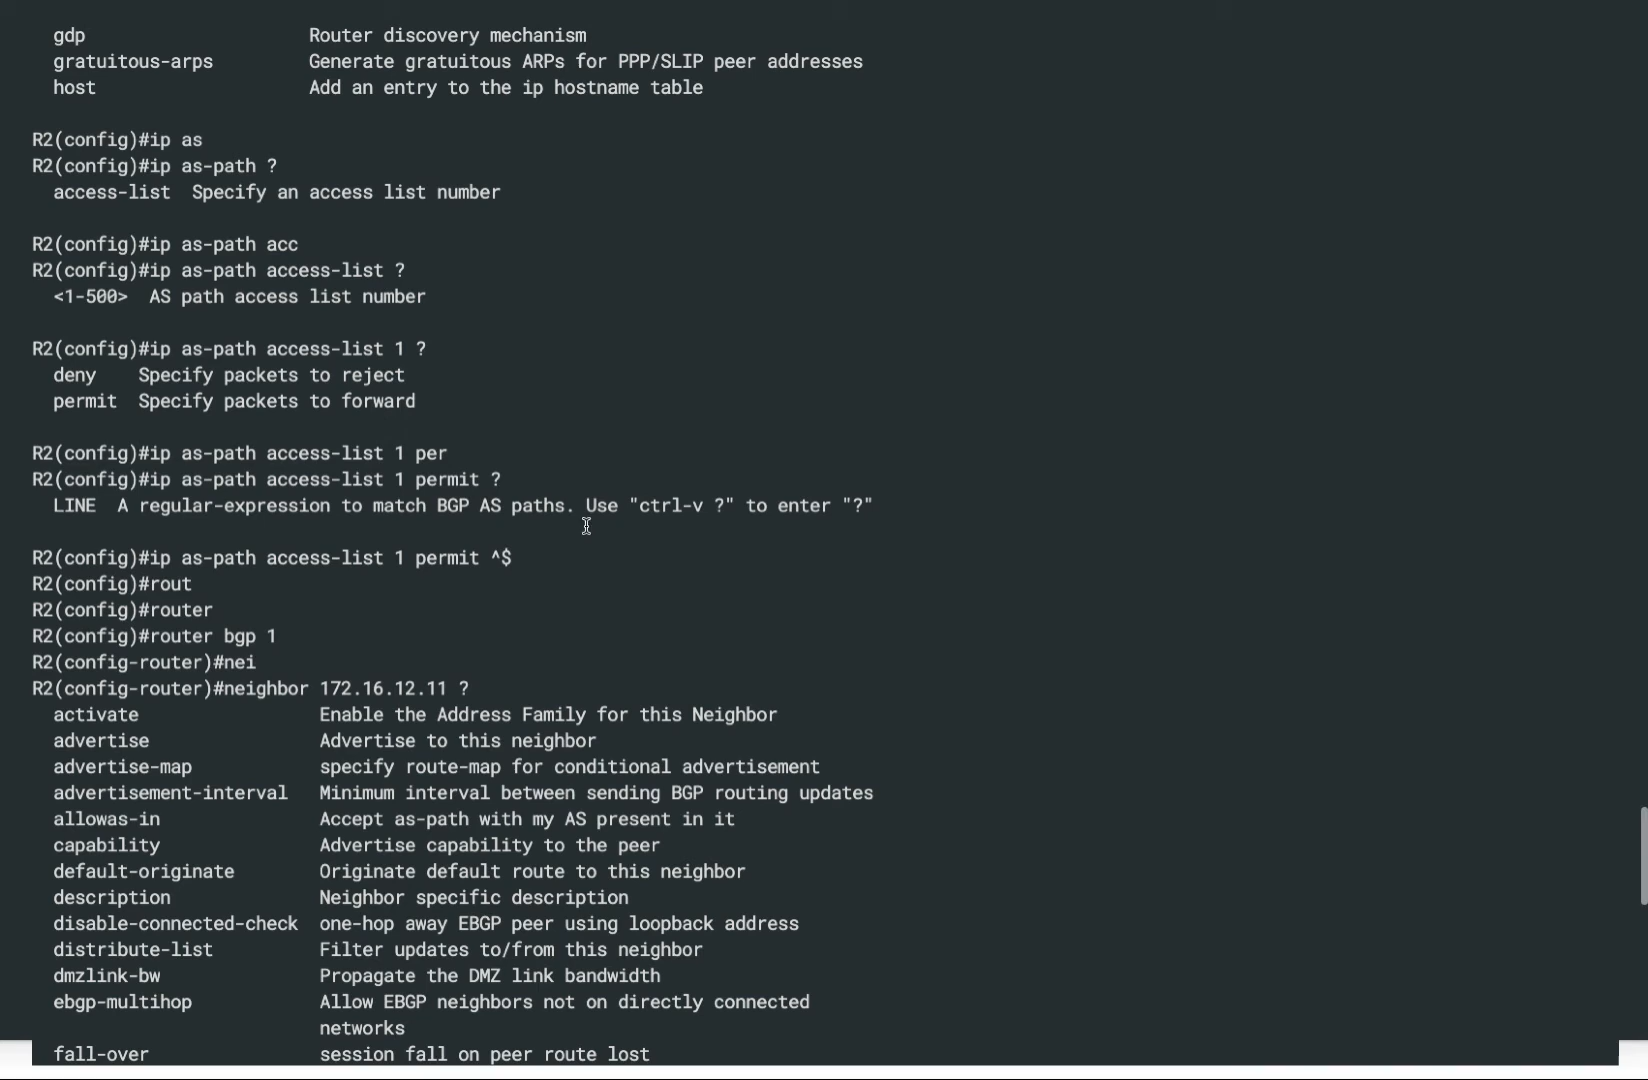 gdp Router discovery mechanism
gratuitous-arps Generate gratuitous ARPs for PPP/SLIP peer addresses
host Add an entry to the ip hostname table
R2(config)#ip as
R2(config)#ip as-path ?
access-list Specify an access list number
R2(config)#ip as-path acc
R2(config)#ip as-path access-list ?
<1-500> AS path access list number
R2(config)#ip as-path access-list 1 ?
deny Specify packets to reject
permit Specify packets to forward
R2(config)#ip as-path access-list 1 per
R2(config)#ip as-path access-list 1 permit ?
LINE A regular-expression to match BGP AS paths. Use "ctrl-v ?" to enter "?"
R2(config)#ip as-path access-list 1 permit ^$
R2(config)#rout
R2(config)#router
R2(config)#router bgp 1
R2(config-router)#nei
R2(config-router)#neighbor 172.16.12.11 ?
activate Enable the Address Family for this Neighbor
advertise Advertise to this neighbor
advertise-map specify route-map for conditional advertisement
advertisement-interval Minimum interval between sending BGP routing updates
allowas-in Accept as-path with my AS present in it
capability Advertise capability to the peer
default-originate Originate default route to this neighbor
description Neighbor specific description
disable-connected-check one-hop away EBGP peer using loopback address
distribute-list Filter updates to/from this neighbor
dmzlink-bw Propagate the DMZ link bandwidth
ebgp-multihop Allow EBGP neighbors not on directly connected
networks
fall-over session fall on peer route lost